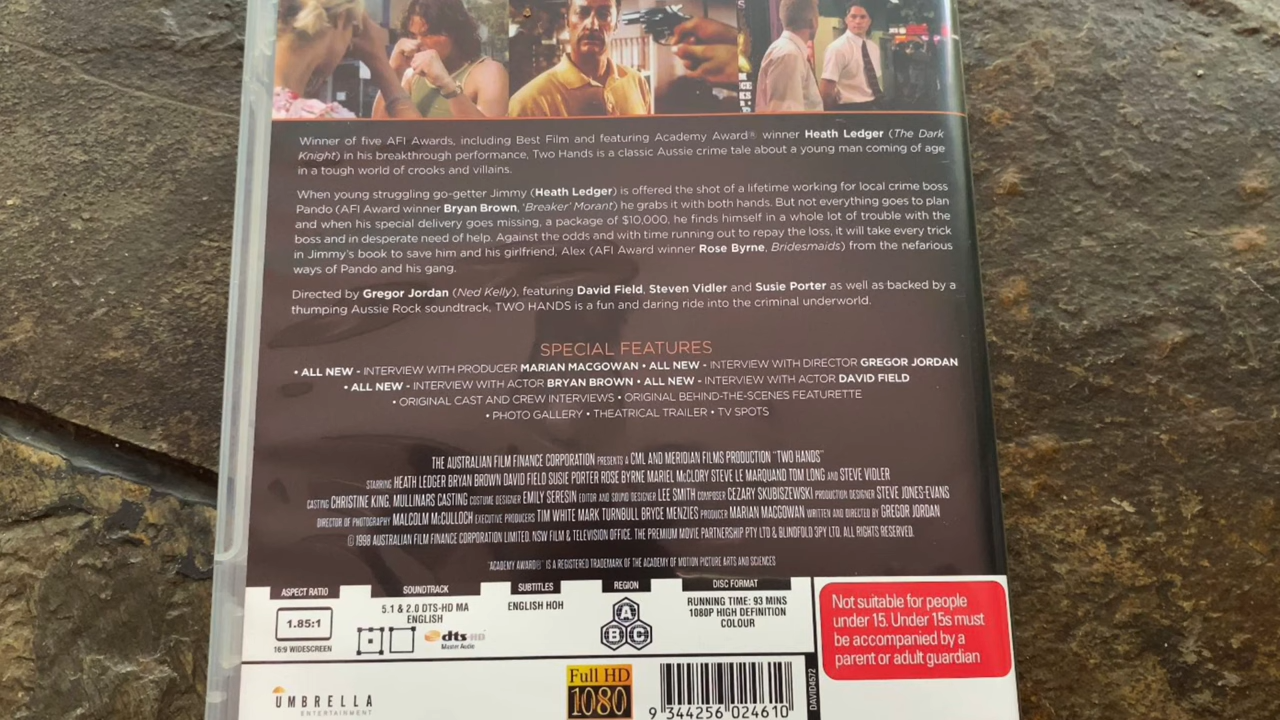 Winner of five AFI Awards, including Best Film and featuring Academy Award® winner Heath Ledger (The Dark
Knight) in his breakthrough performance, Two Hands is a classic Aussie crime tale about a young man coming of age
in a tough world of crooks and villains.
When young struggling go-getter Jimmy (Heath Ledger) is offered the shot of a lifetime working for local crime boss
Pando (AFI Award winner Bryan Brown, 'Breaker' Morant) he grabs it with both hands. But not everything goes to plan
and when his special delivery goes missing, a package of $10,000, he finds himself in a whole lot of trouble with the
boss and in desperate need of help. Against the odds and with time running out to repay the loss, it will take every trick
in Jimmy's book to save him and his girlfriend, Alex (AFI Award winner Rose Byrne, Bridesmaids) from the nefarious
ways of Pando and his gang.
Directed by Gregor Jordan (Ned Kelly), featuring David Field, Steven Vidler and Susie Porter as well as backed by a
thumping Aussie Rock soundtrack, TWO HANDS is a fun and daring ride into the criminal underworld.
SPECIAL FEATURES
• ALL NEW - INTERVIEW WITH PRODUCER MARIAN MACGOWAN • ALL NEW - INTERVIEW WITH DIRECTOR GREGOR JORDAN
• ALL NEW - INTERVIEW WITH ACTOR BRYAN BROWN • ALL NEW - INTERVIEW WITH ACTOR DAVID FIELD
• ORIGINAL CAST AND CREW INTERVIEWS • ORIGINAL BEHIND-THE-SCENES FEATURETTE
• PHOTO GALLERY • THEATRICAL TRAILER • TV SPOTS
THE AUSTRALIAN FILM FINANCE CORPORATION PRESENTS A CML AND MERIDIAN FILMS PRODUCTION "TWO HANDS"
STARRING HEATH LEDGER BRYAN BROWN DAVID FIELD SUSIE PORTER ROSE BYRNE MARIEL McCLORY STEVE LE MARQUAND TOM LONG AND STEVE VIDLER
CASTING CHRISTINE KING, MULLINARS CASTING COSTUME DESIGNER EMILY SERESIN EDITOR AND SOUND DESIGNER LEE SMITH COMPOSER CEZARY SKUBISZEWSKI PRODUCTION DESIGNER STEVE JONES-EVANS
DIRECTOR OF PHOTOGRAPHY MALCOLM McCULLOCH EXECUTIVE PRODUCERS TIM WHITE MARK TURNBULL BRYCE MENZIES PRODUCER MARIAN MACGOWAN WRITTEN AND DIRECTED BY GREGOR JORDAN
© 1998 AUSTRALIAN FILM FINANCE CORPORATION LIMITED. NSW FILM & TELEVISION OFFICE. THE PREMIUM MOVIE PARTNERSHIP PTY LTD & BLINDFOLD 3PY LTD. ALL RIGHTS RESERVED.
"ACADEMY AWARD®" IS A REGISTERED TRADEMARK OF THE ACADEMY OF MOTION PICTURE ARTS AND SCIENCES
ASPECT RATIO
1.85:1
16:9 WIDESCREEN
SOUNDTRACK
5.1 & 2.0 DTS-HD MA
ENGLISH
dts-HD
Master Audio
SUBTITLES
ENGLISH HOH
REGION
A
B C
DISC FORMAT
RUNNING TIME: 93 MINS
1080P HIGH DEFINITION
COLOUR
Not suitable for people
under 15. Under 15s must
be accompanied by a
parent or adult guardian
UMBRELLA
ENTERTAINMENT
Full HD
1080
9 344256 024610
DAVID4572